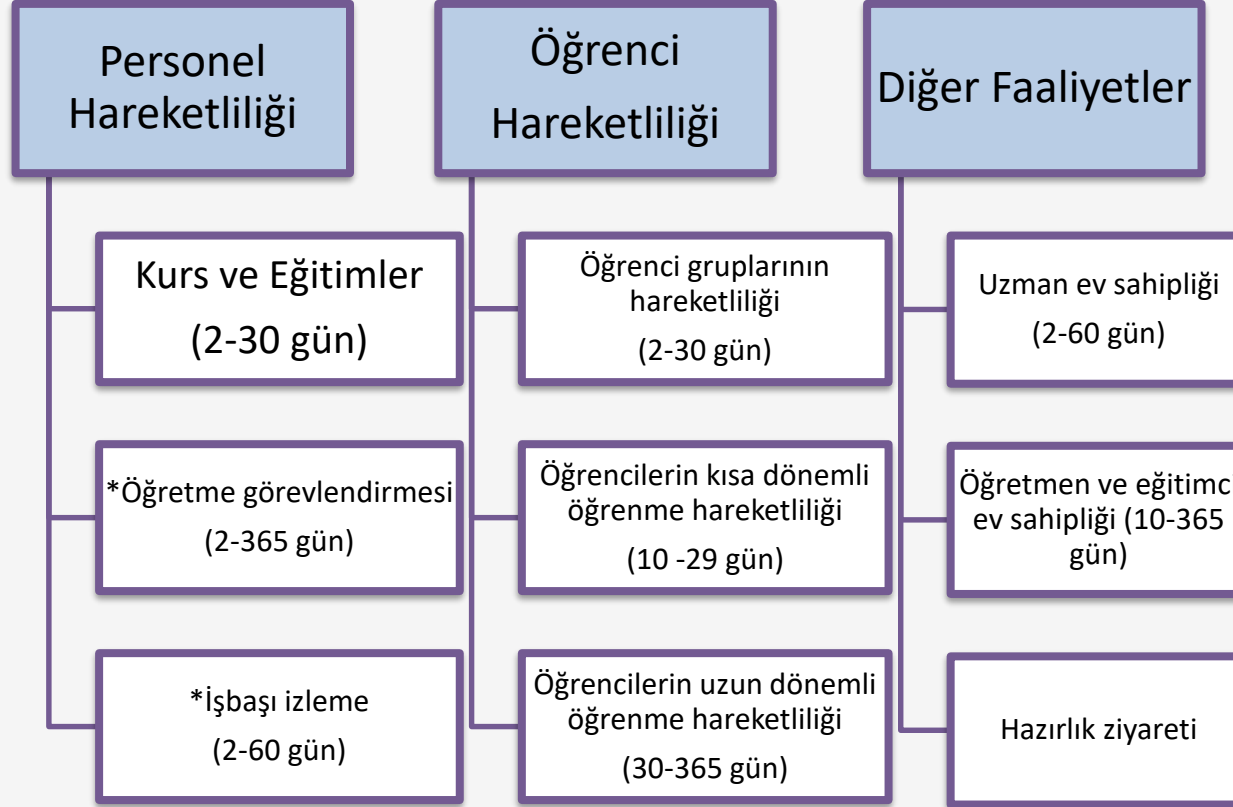 Personel
Hareketliliği
Kurs ve Eğitimler
(2-30 gün)
*Öğretme görevlendirmesi
(2-365 gün)
*İşbaşı izleme
(2-60 gün)
Öğrenci
Hareketliliği
Öğrenci gruplarının
hareketliliği
(2-30 gün)
Öğrencilerin kısa dönemli
öğrenme hareketliliği
(10 -29 gün)
Öğrencilerin uzun dönemli
öğrenme hareketliliği
(30-365 gün)
Diğer Faaliyetler
Uzman ev sahipliği
(2-60 gün)
Öğretmen ve eğitimci
ev sahipliği (10-365
gün)
Hazırlık ziyareti